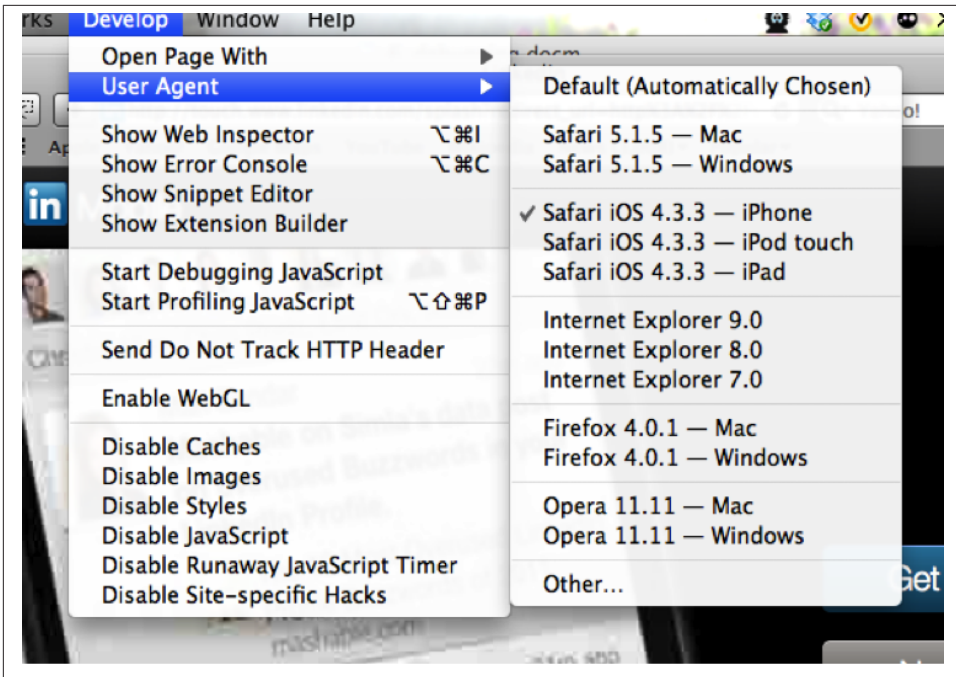 Develop Window Help
Open Page With
User Agent
Show Web Inspector ⌥⌘I
Show Error Console ⌥⌘C
Show Snippet Editor
Show Extension Builder
Start Debugging JavaScript
Start Profiling JavaScript ⌥⇧⌘P
Send Do Not Track HTTP Header
Enable WebGL
Disable Caches
Disable Images
Disable Styles
Disable JavaScript
Disable Runaway JavaScript Timer
Disable Site-specific Hacks
Default (Automatically Chosen)
Safari 5.1.5 — Mac
Safari 5.1.5 — Windows
✓ Safari iOS 4.3.3 — iPhone
Safari iOS 4.3.3 — iPod touch
Safari iOS 4.3.3 — iPad
Internet Explorer 9.0
Internet Explorer 8.0
Internet Explorer 7.0
Firefox 4.0.1 — Mac
Firefox 4.0.1 — Windows
Opera 11.11 — Mac
Opera 11.11 — Windows
Other...
in
Get
mashable.com